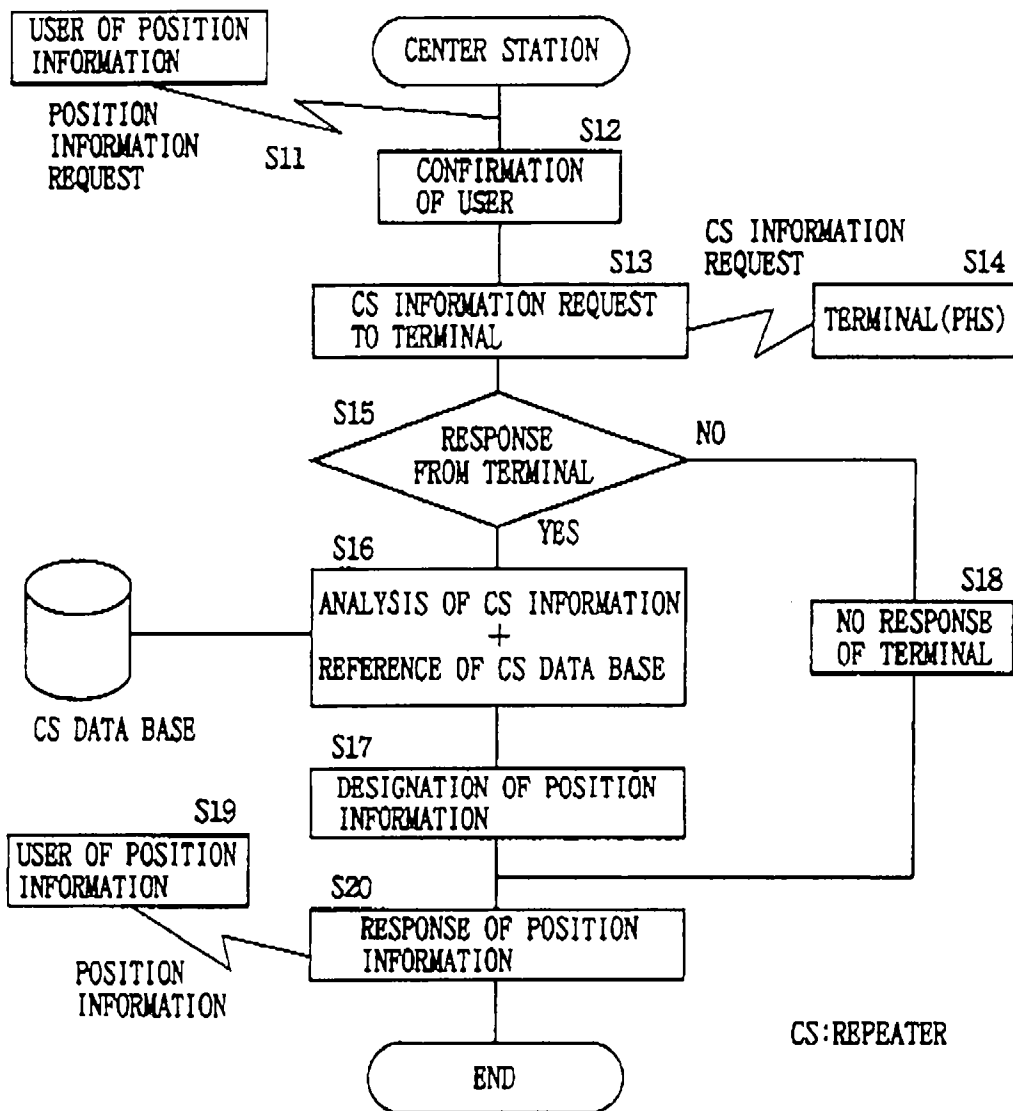 USER OF POSITION
INFORMATION
CENTER STATION
POSITION
INFORMATION
REQUEST
S11
S12
CONFIRMATION
OF USER
CS INFORMATION
REQUEST
S13
S14
CS INFORMATION REQUEST
TO TERMINAL
TERMINAL(PHS)
S15
RESPONSE
FROM TERMINAL
NO
YES
S16
ANALYSIS OF CS INFORMATION
+
REFERENCE OF CS DATA BASE
S18
NO RESPONSE
OF TERMINAL
CS DATA BASE
S17
DESIGNATION OF POSITION
INFORMATION
S19
USER OF POSITION
INFORMATION
S20
RESPONSE OF POSITION
INFORMATION
POSITION
INFORMATION
CS:REPEATER
END